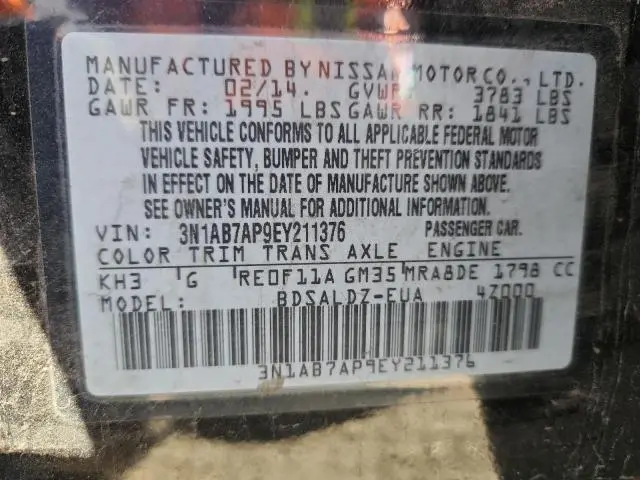 MANUFACTURED BY NISSAN MOTOR CO., LTD.
DATE: 02/14. GVWR 3783 LBS
GAWR FR: 1995 LBS GAWR RR: 1841 LBS
THIS VEHICLE CONFORMS TO ALL APPLICABLE FEDERAL MOTOR
VEHICLE SAFETY, BUMPER AND THEFT PREVENTION STANDARDS
IN EFFECT ON THE DATE OF MANUFACTURE SHOWN ABOVE.
SEE OWNER'S MANUAL FOR ADDITIONAL INFORMATION.
VIN: 3N1AB7AP9EY211376 PASSENGER CAR.
COLOR TRIM TRANS AXLE ENGINE
KH3 G RE0F11A GM35 MRA8DE 1798 CC
MODEL: BDSALDZ-EUA 4Z000
3N1AB7AP9EY211376